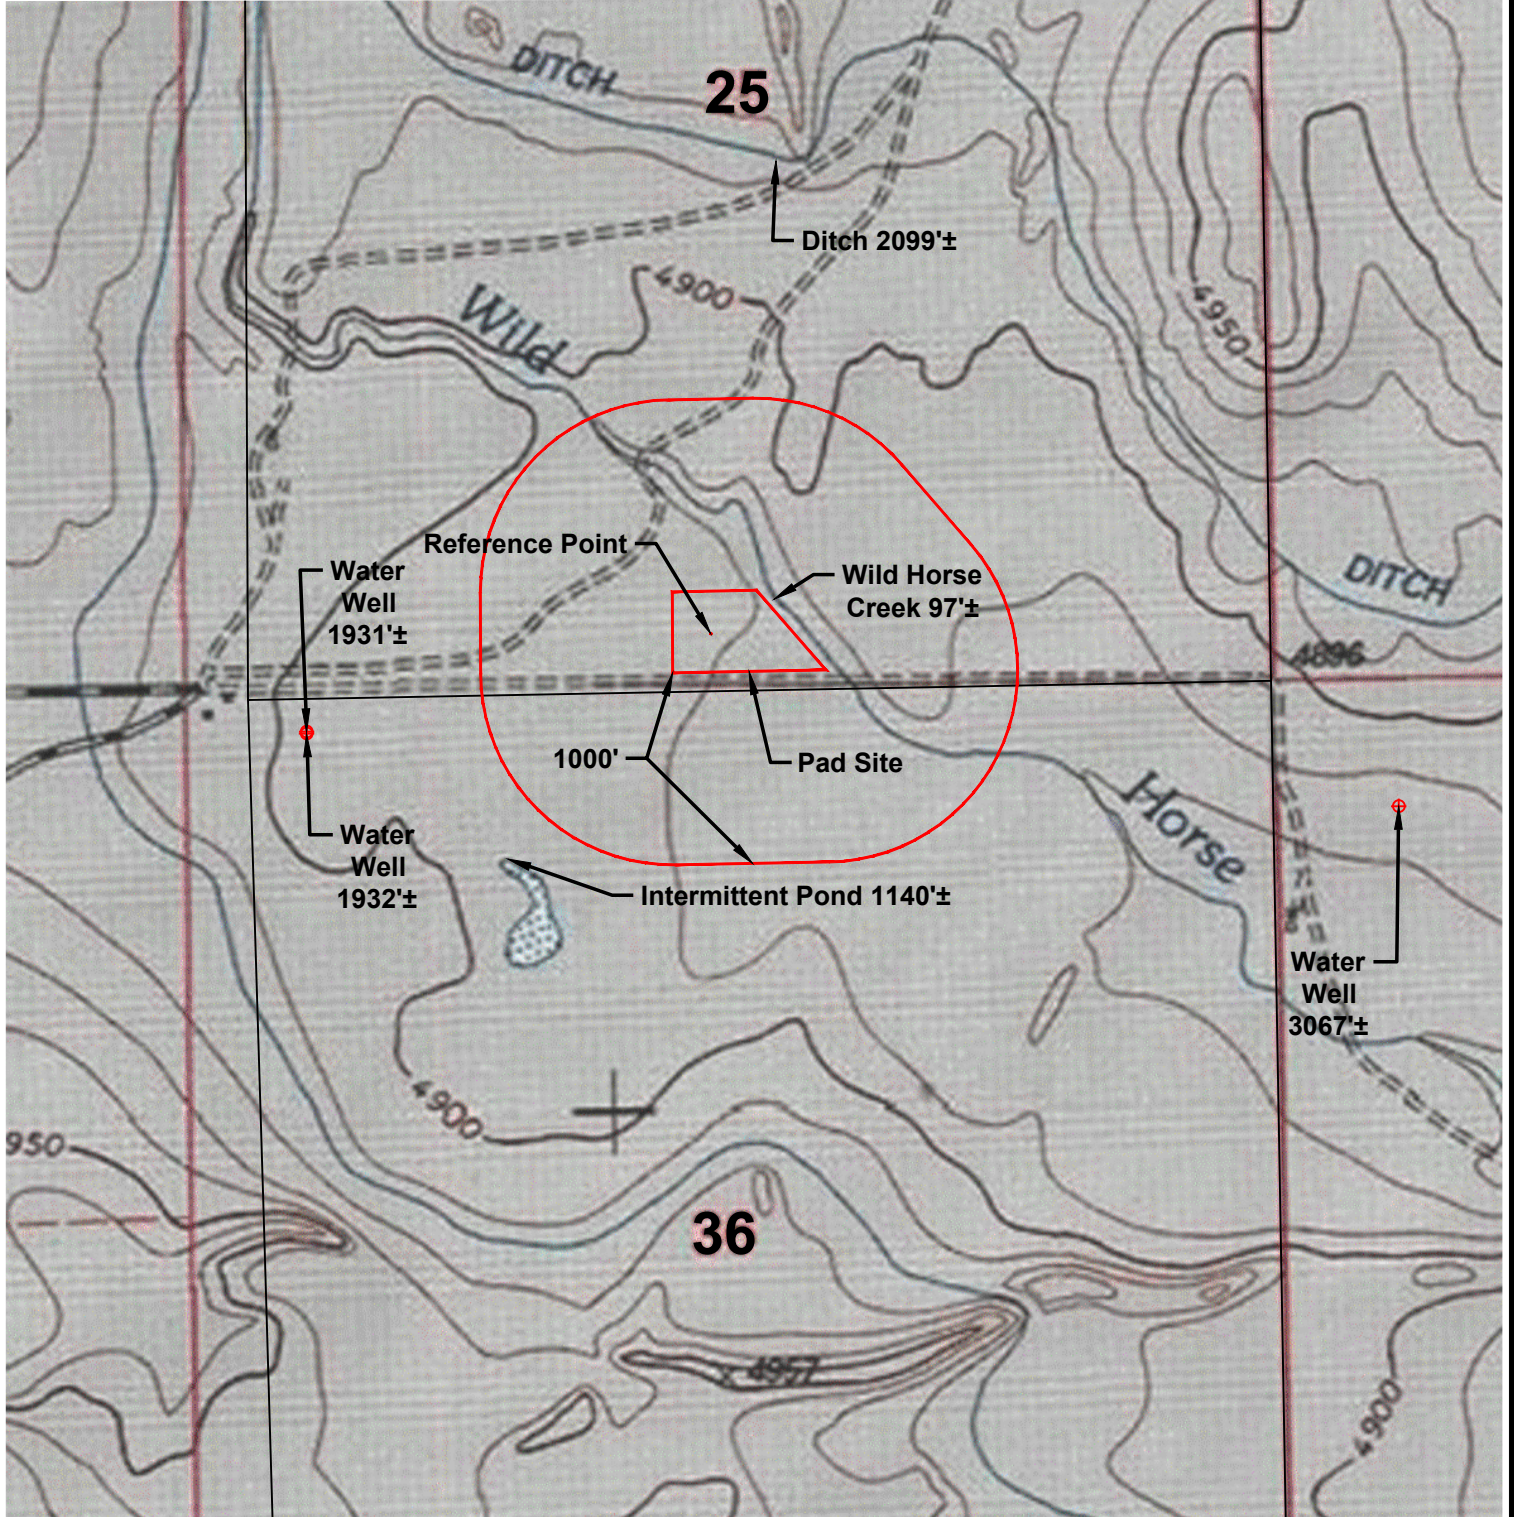 DITCH
25
Ditch 2099'±
Wild
4900
4950
Reference Point
Water
Well
1931'±
Wild Horse
Creek 97'±
DITCH
4896
1000'
Pad Site
Horse
Water
Well
1932'±
Intermittent Pond 1140'±
Water
Well
3067'±
4900
950
36
x 4957
4900